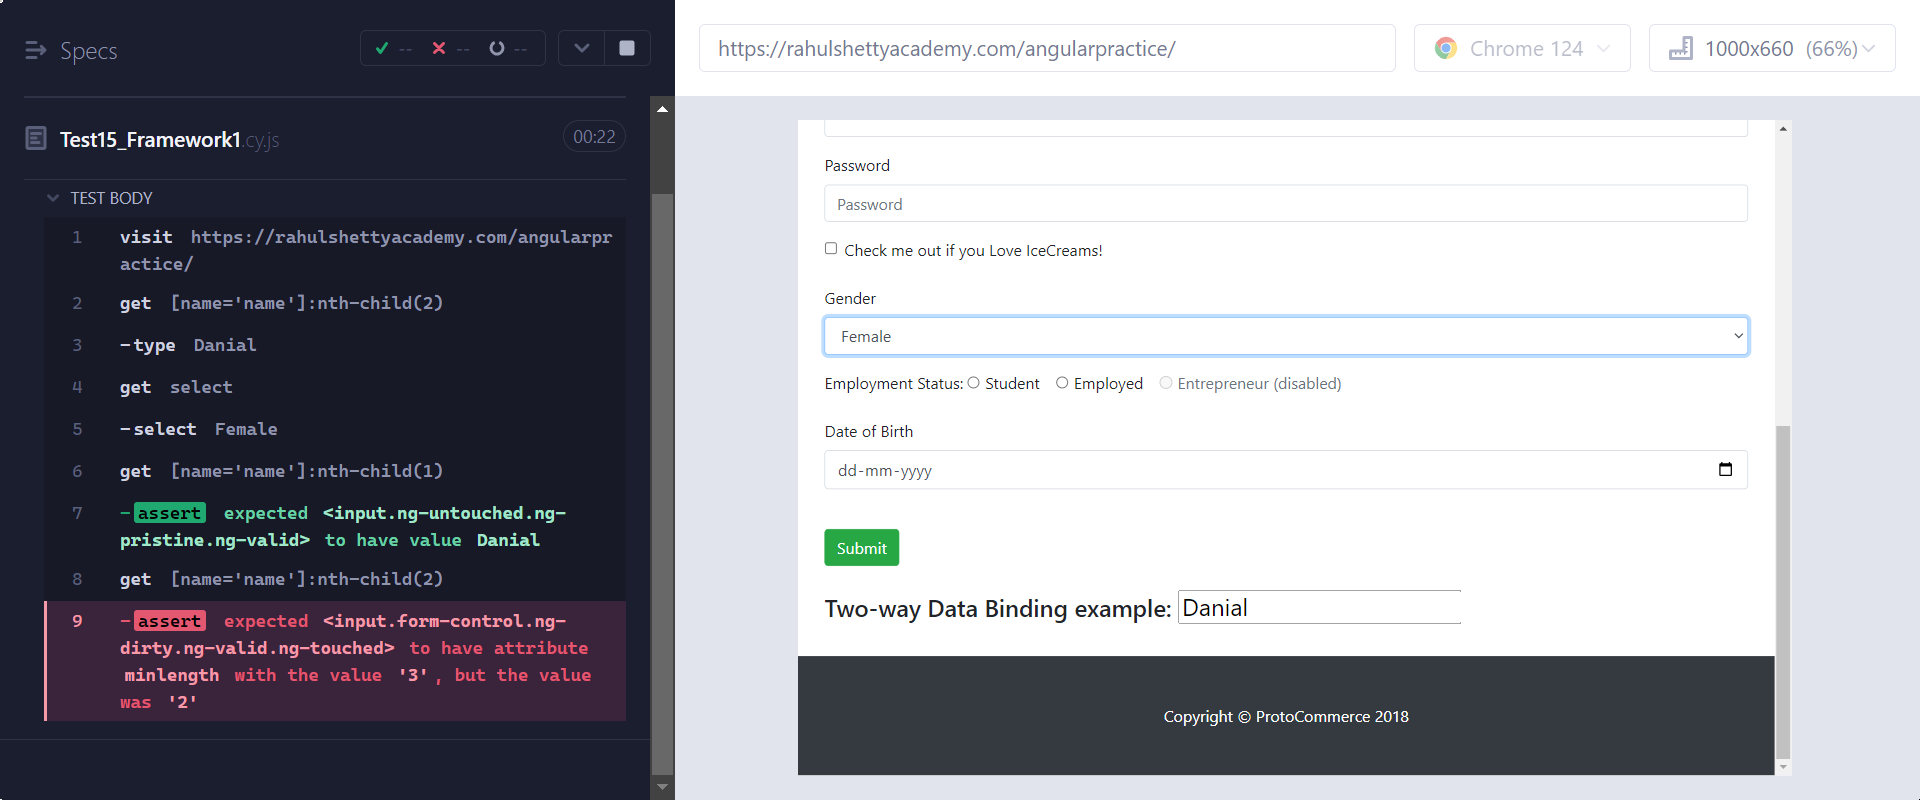 Specs
--
--
--
Test15_Framework1.cy.js
00:22
TEST BODY
1 visit https://rahulshettyacademy.com/angularpr
actice/
2 get [name='name']:nth-child(2)
3 -type Danial
4 get select
5 -select Female
6 get [name='name']:nth-child(1)
7 -assert expected <input.ng-untouched.ng-
pristine.ng-valid> to have value Danial
8 get [name='name']:nth-child(2)
9 -assert expected <input.form-control.ng-
dirty.ng-valid.ng-touched> to have attribute
minlength with the value '3', but the value
was '2'
https://rahulshettyacademy.com/angularpractice/
Chrome 124
1000x660 (66%)
Password
Password
Check me out if you Love IceCreams!
Gender
Female
Employment Status: Student Employed Entrepreneur (disabled)
Date of Birth
dd-mm-yyyy
Submit
Two-way Data Binding example: Danial
Copyright © ProtoCommerce 2018